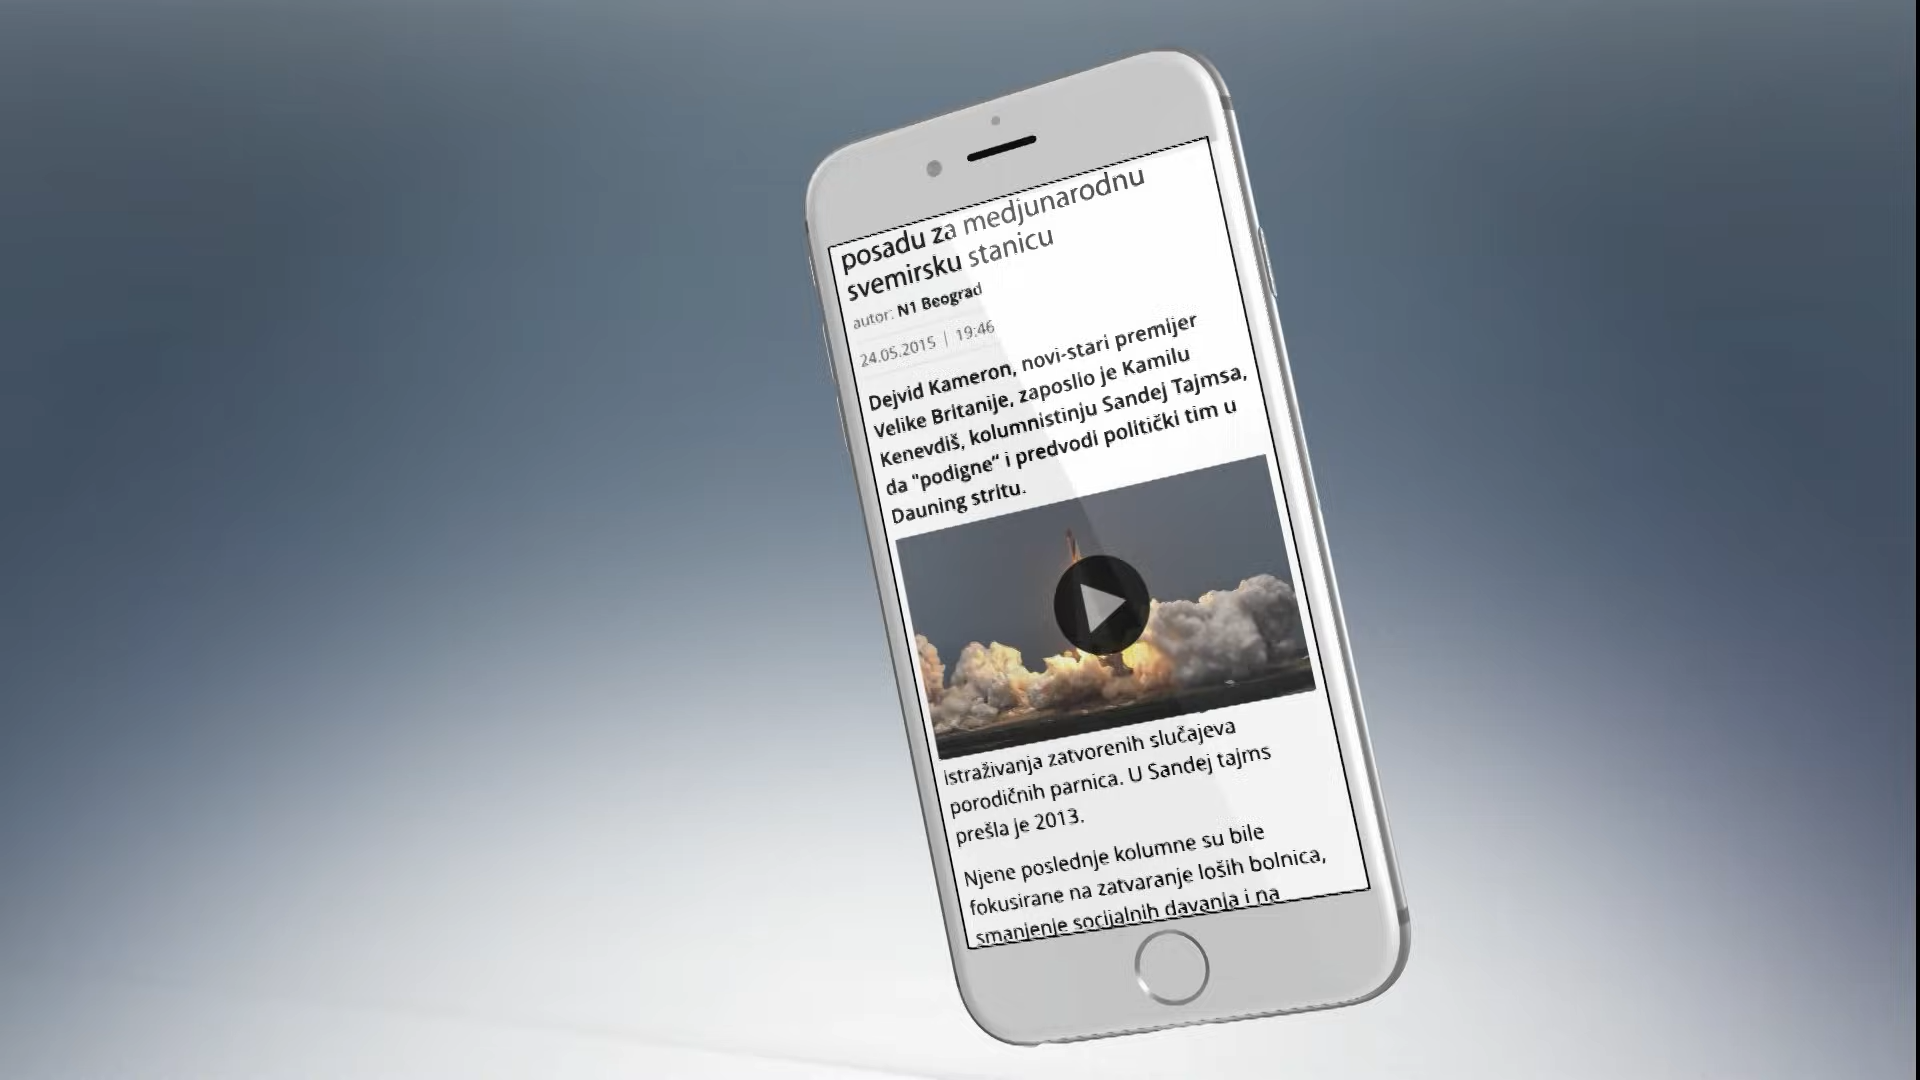 posadu za medjunarodnu
svemirsku stanicu
autor: N1 Beograd
24.05.2015 | 19:46
Dejvid Kameron, novi-stari premijer
Velike Britanije, zaposlio je Kamilu
Kenevdiš, kolumnistinju Sandej Tajmsa,
da "podigne“ i predvodi politički tim u
Dauning stritu.
istraživanja zatvorenih slučajeva
porodičnih parnica. U Sandej tajms
prešla je 2013.
Njene poslednje kolumne su bile
fokusirane na zatvaranje loših bolnica,
smanjenje socijalnih davanja i na